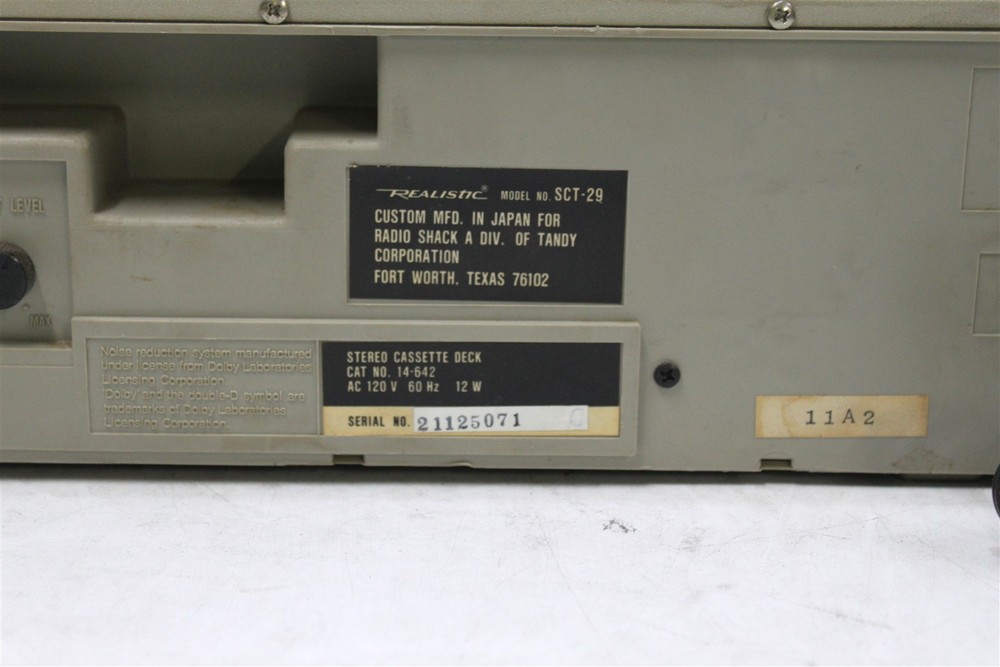 LEVEL
MAX
REALISTIC® MODEL NO. SCT-29
CUSTOM MFD. IN JAPAN FOR
RADIO SHACK A DIV. OF TANDY
CORPORATION
FORT WORTH, TEXAS 76102
Noise reduction system manufactured
under license from Dolby Laboratories
Licensing Corporation.
Dolby and the double-D symbol are
trademarks of Dolby Laboratories
Licensing Corporation.
STEREO CASSETTE DECK
CAT NO. 14-642
AC 120 V 60 Hz 12 W
SERIAL NO. 21125071 C
11A2